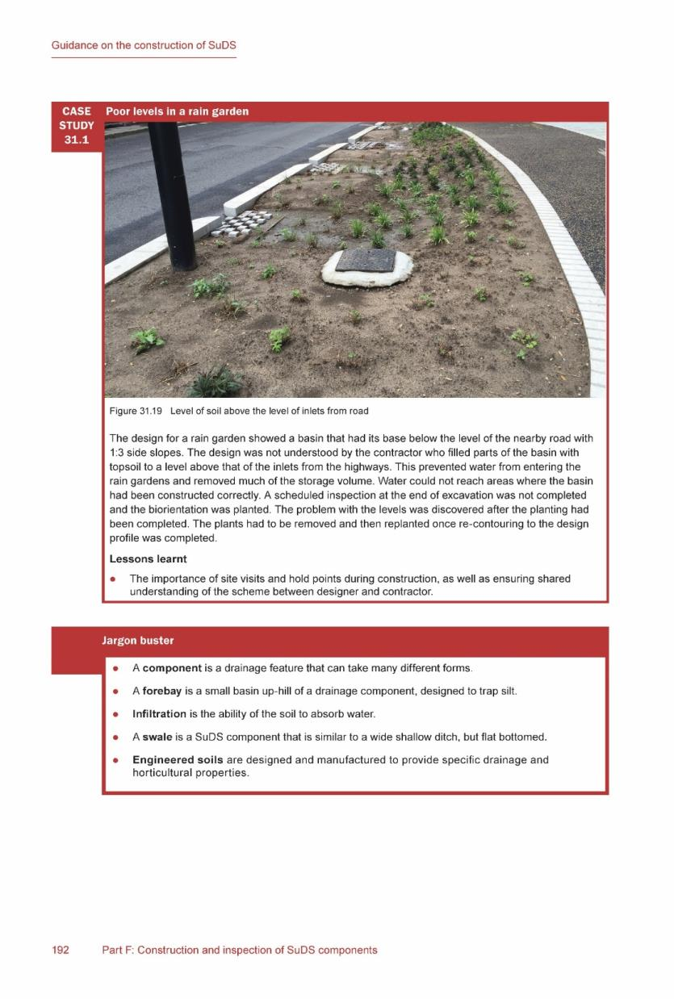 Guidance on the construction of SuDS
CASE
STUDY
31.1
Poor levels in a rain garden
Figure 31.19 Level of soil above the level of inlets from road
The design for a rain garden showed a basin that had its base below the level of the nearby road with
1:3 side slopes. The design was not understood by the contractor who filled parts of the basin with
topsoil to a level above that of the inlets from the highways. This prevented water from entering the
rain gardens and removed much of the storage volume. Water could not reach areas where the basin
had been constructed correctly. A scheduled inspection at the end of excavation was not completed
and the biorientation was planted. The problem with the levels was discovered after the planting had
been completed. The plants had to be removed and then replanted once re-contouring to the design
profile was completed.
Lessons learnt
● The importance of site visits and hold points during construction, as well as ensuring shared
understanding of the scheme between designer and contractor.
Jargon buster
● A component is a drainage feature that can take many different forms.
● A forebay is a small basin up-hill of a drainage component, designed to trap silt.
● Infiltration is the ability of the soil to absorb water.
● A swale is a SuDS component that is similar to a wide shallow ditch, but flat bottomed.
● Engineered soils are designed and manufactured to provide specific drainage and
horticultural properties.
192 Part F: Construction and inspection of SuDS components